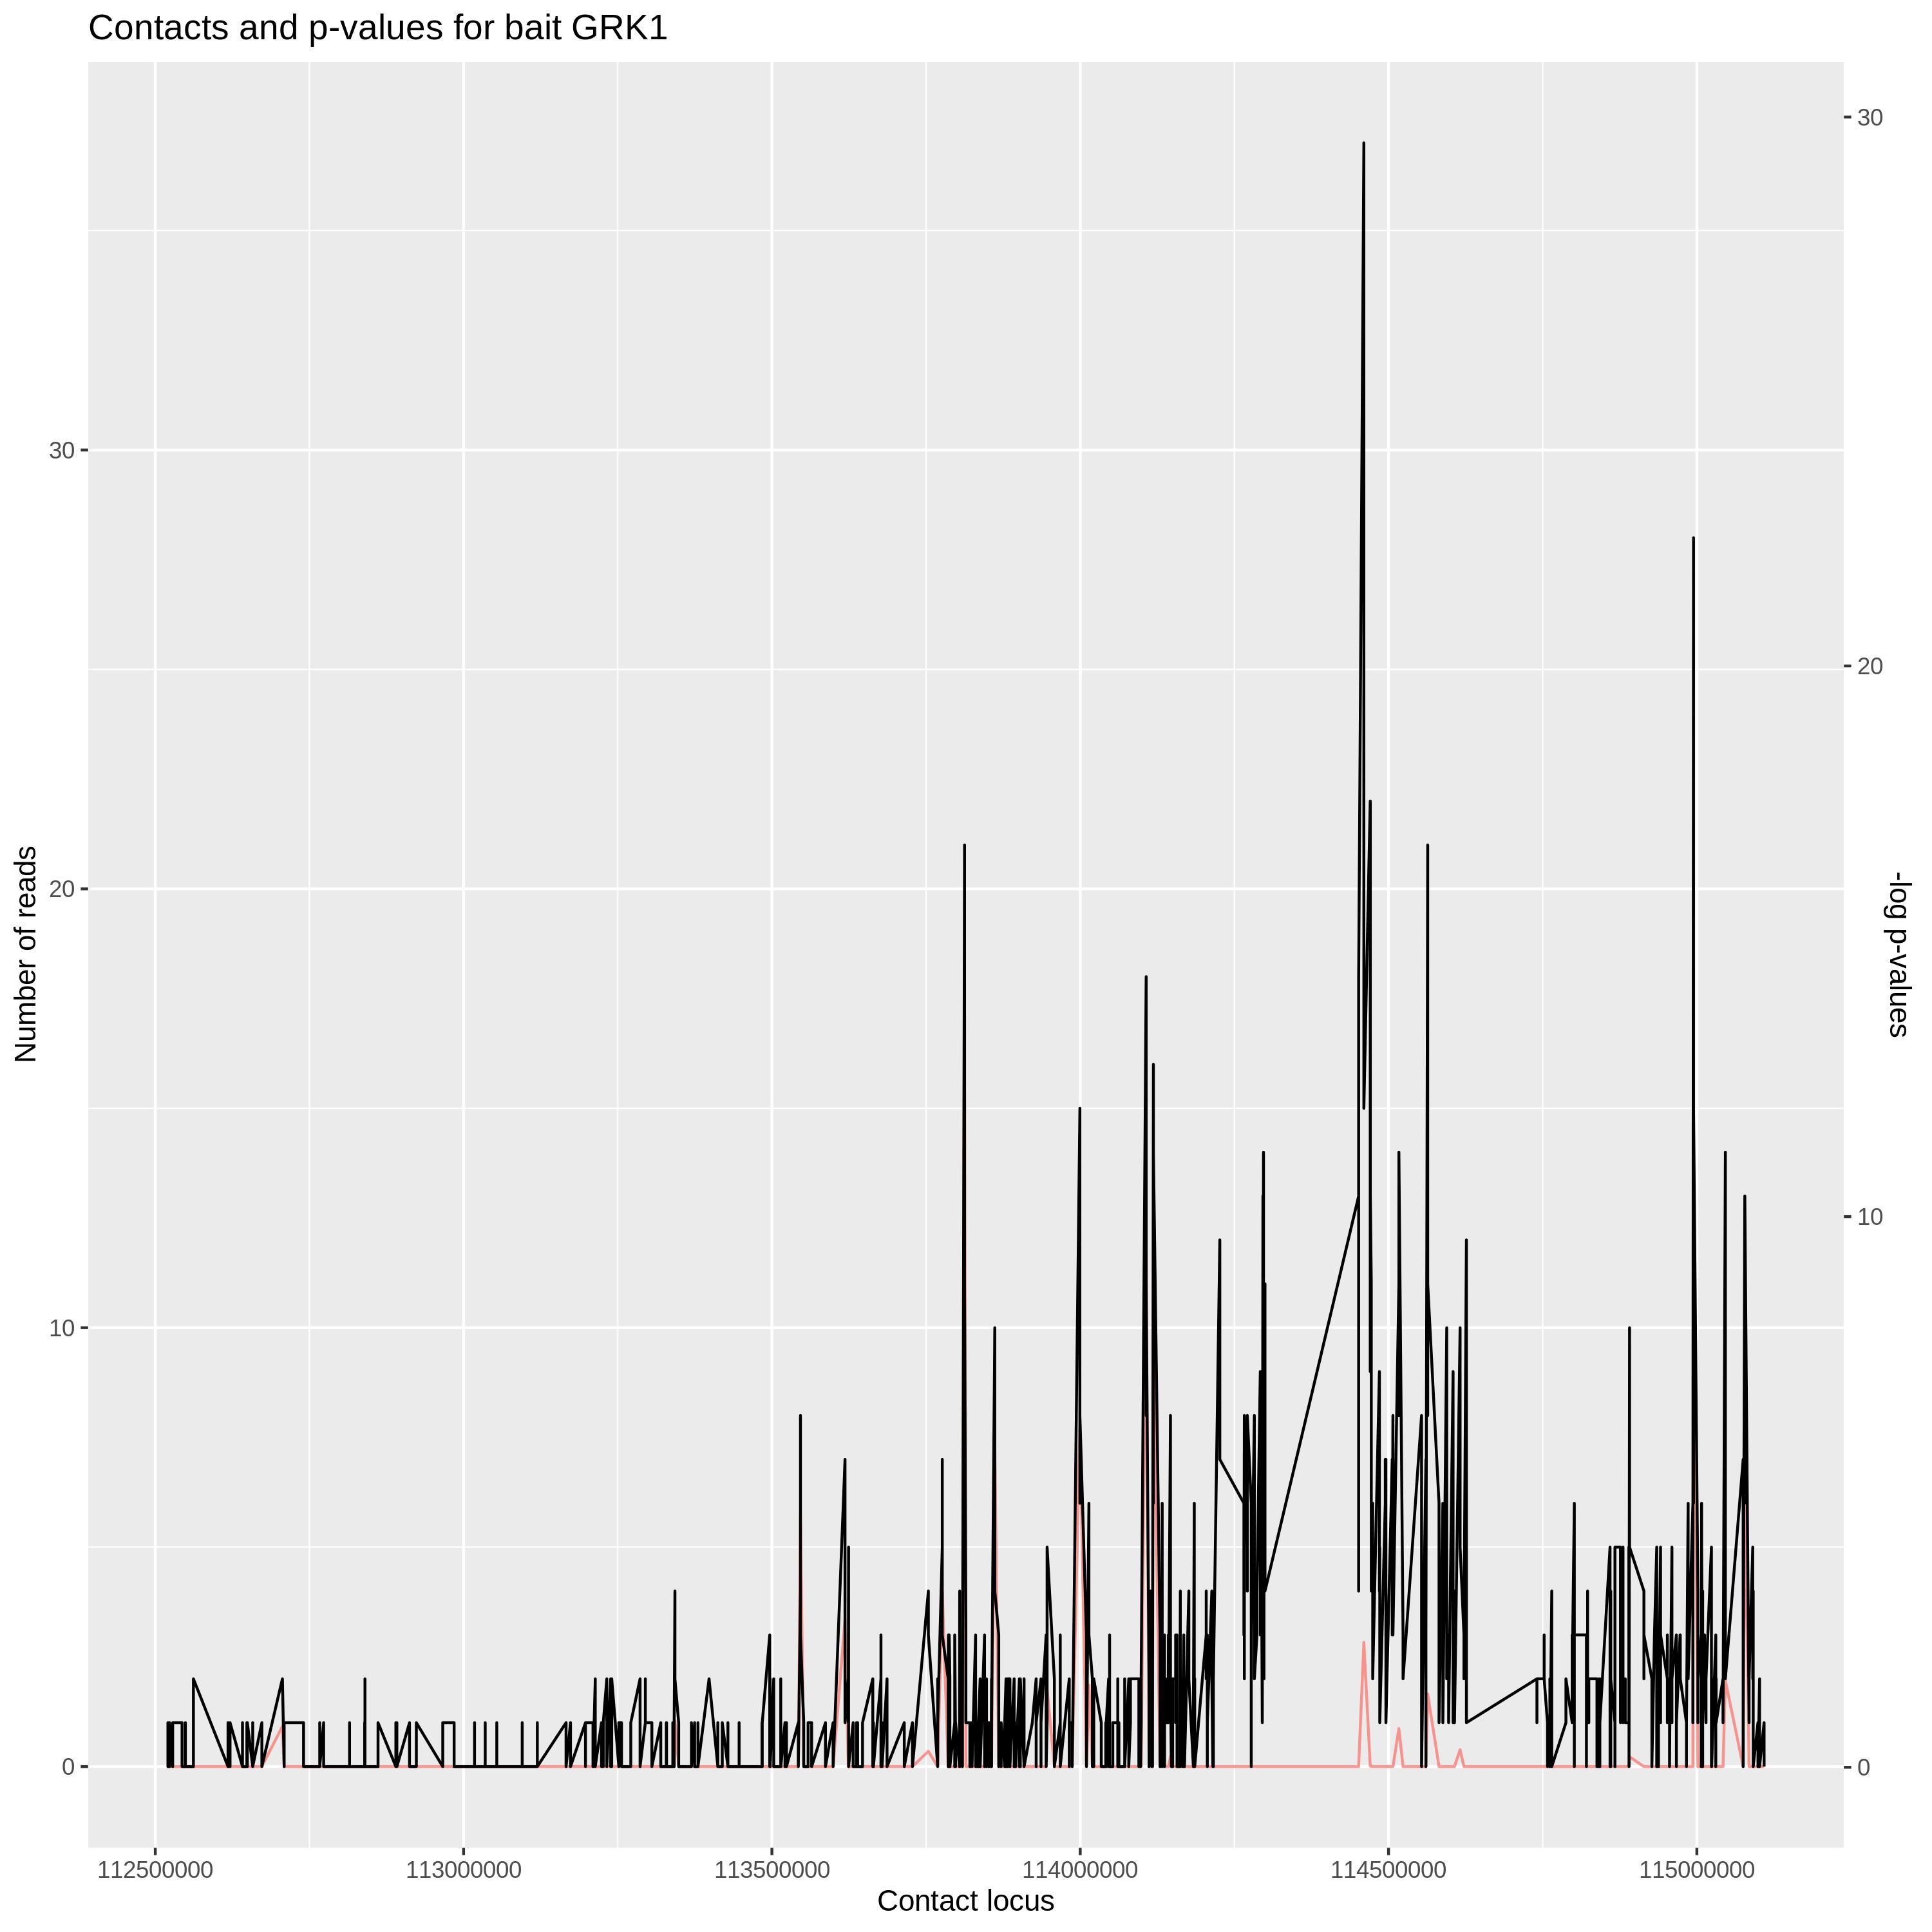 Contacts and p-values for bait GRK1
30
20
10
0
Number of reads
30
20
10
0
-log p-values
112500000 113000000 113500000 114000000 114500000 115000000
Contact locus